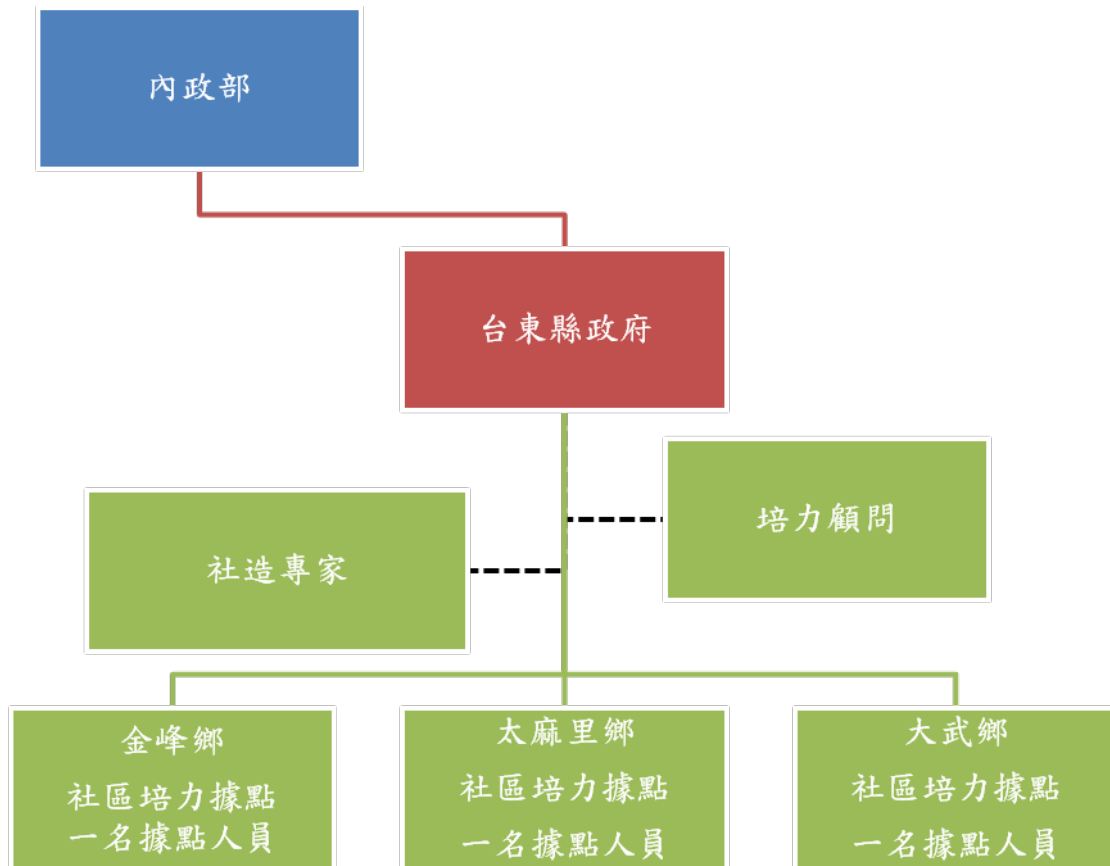 內政部
台東縣政府
培力顧問
社造專家
金峰鄉
社區培力據點
一名據點人員
太麻里鄉
社區培力據點
一名據點人員
大武鄉
社區培力據點
一名據點人員